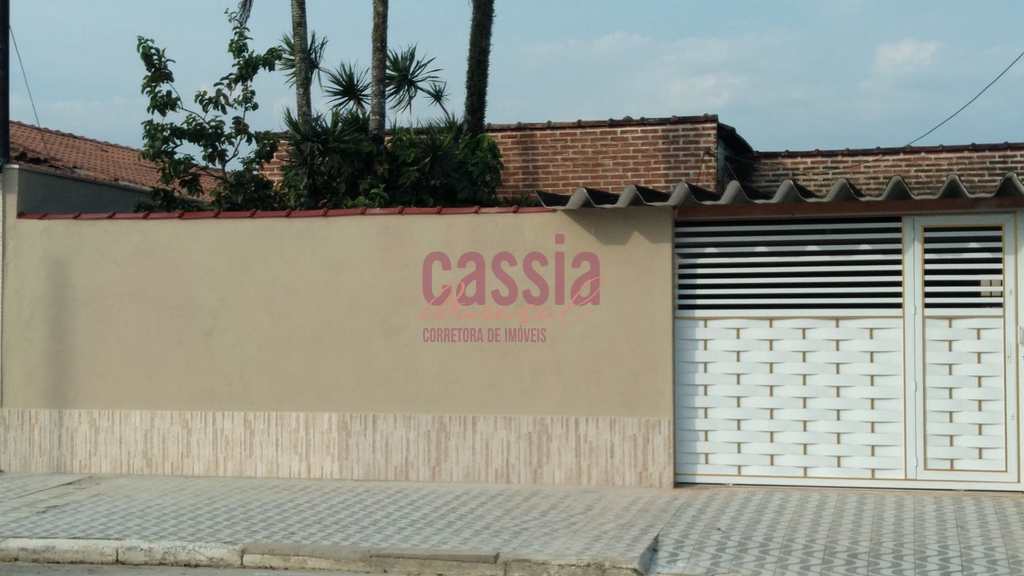 cassia
CORRETORA DE IMÓVEIS